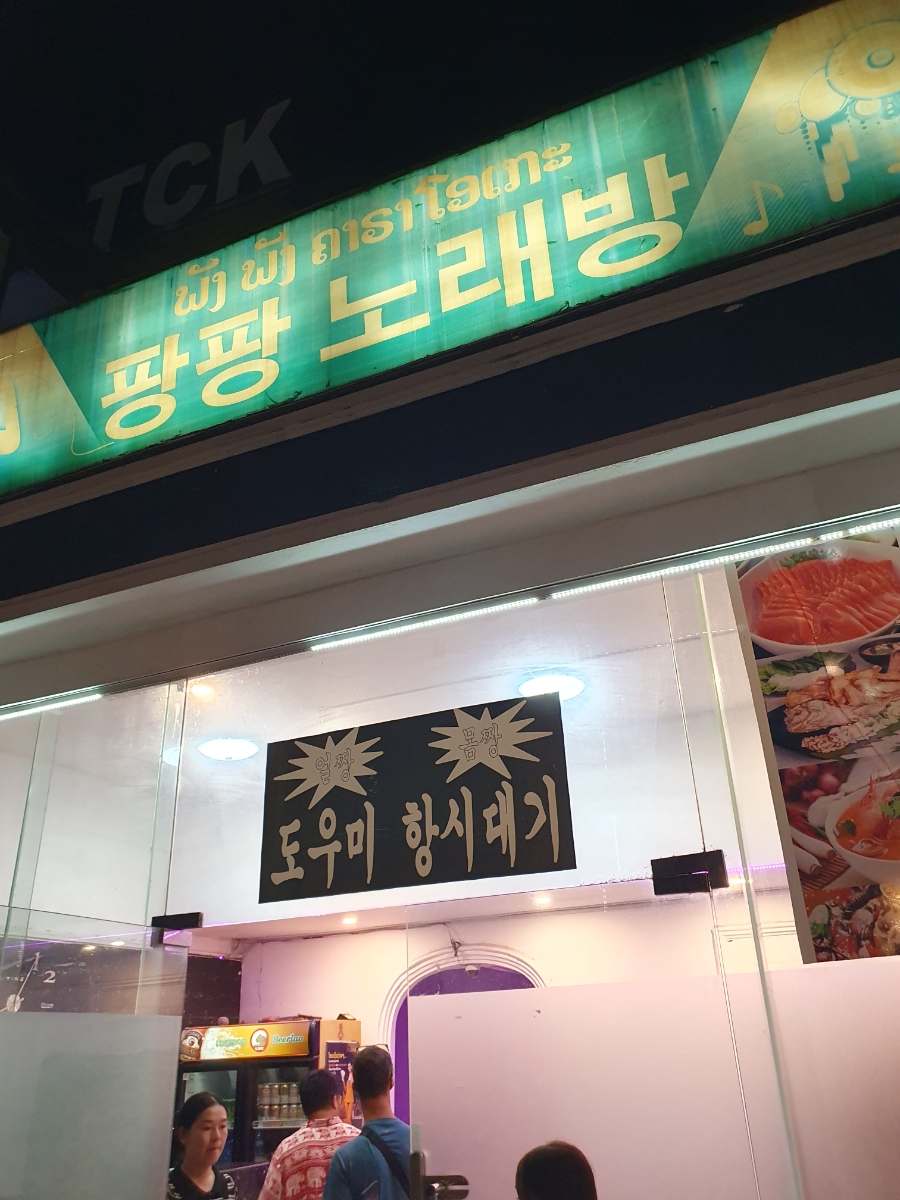 TCK
ພັງ ພັງ ຄາຣາໂອເກະ
팡팡 노래방
얼짱 몸짱
도우미 항시대기
2
Beerlao